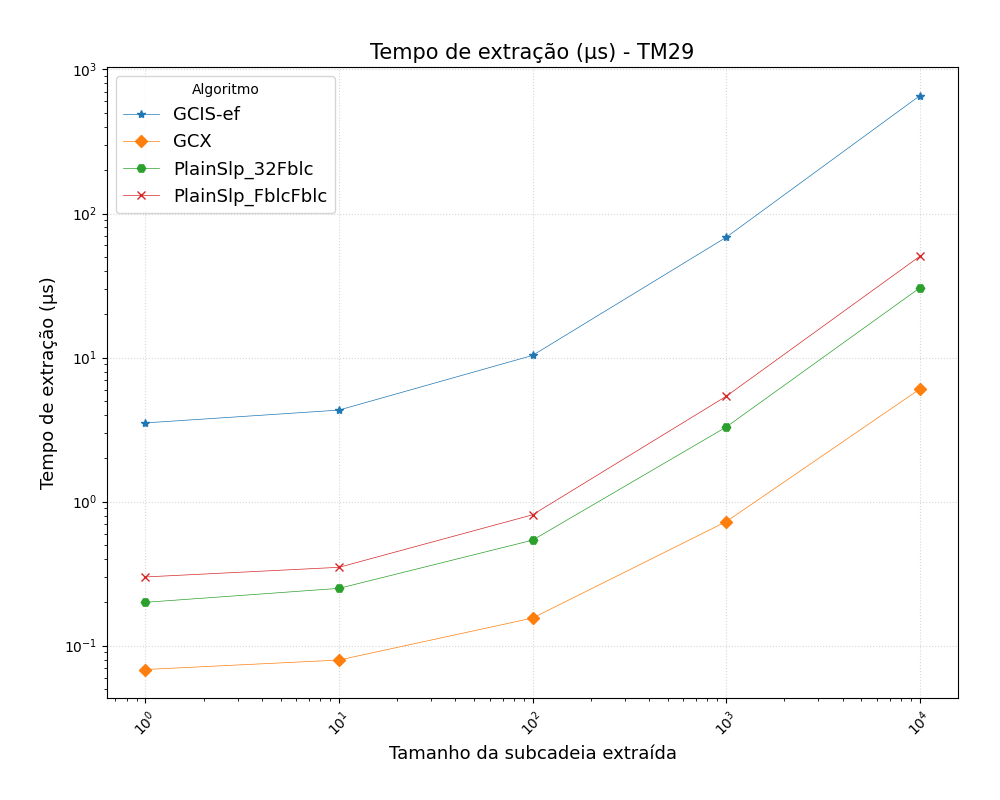 Tempo de extração (µs) - TM29
Algoritmo
GCIS-ef
GCX
PlainSlp_32Fblc
PlainSlp_FblcFblc
Tempo de extração (µs)
10³
10²
10¹
10⁰
10⁻¹
10⁰ 10¹ 10² 10³ 10⁴
Tamanho da subcadeia extraída